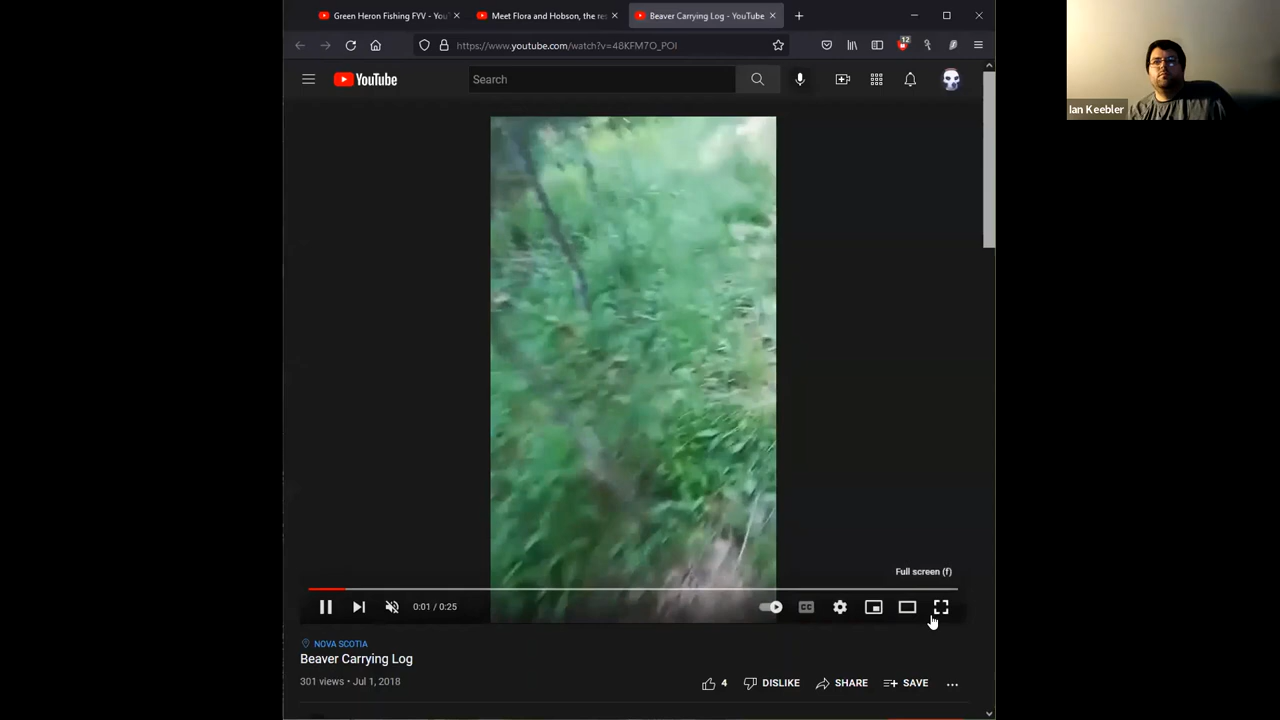 Green Heron Fishing FYV - You
Meet Flora and Hobson, the re
Beaver Carrying Log - YouTube
https://www.youtube.com/watch?v=48KFM7O_POI
12
YouTube
Search
Ian Keebler
Full screen (f)
0:01 / 0:25
CC
NOVA SCOTIA
Beaver Carrying Log
301 views • Jul 1, 2018
4
DISLIKE
SHARE
SAVE